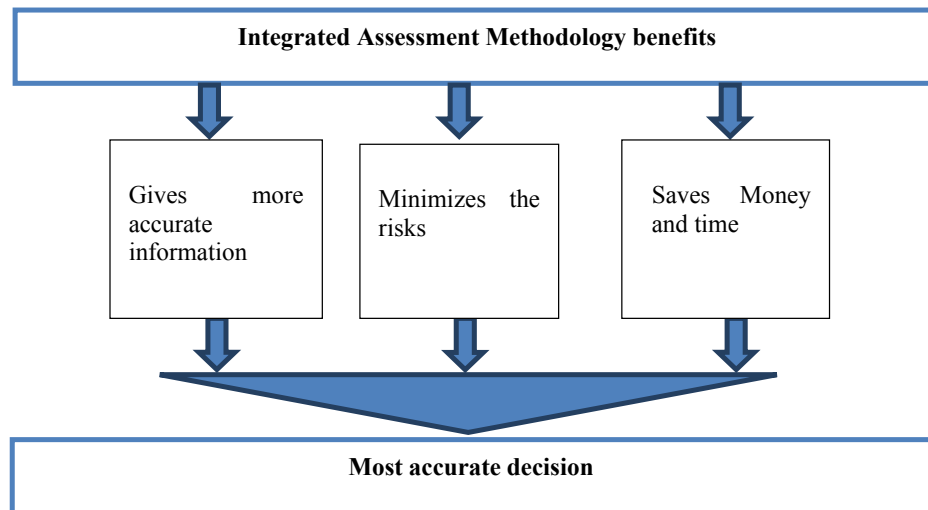 Integrated Assessment Methodology benefits
Gives more
accurate
information
Minimizes the
risks
Saves Money
and time
Most accurate decision